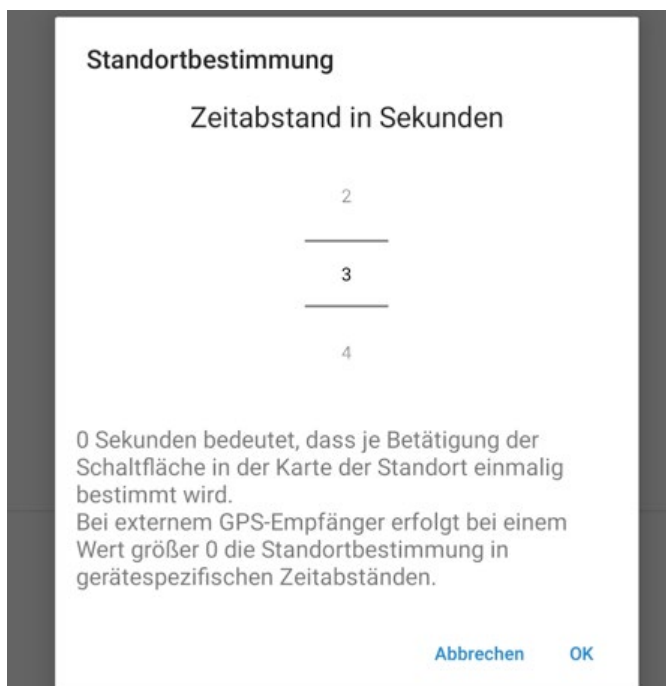 Standortbestimmung
Zeitabstand in Sekunden
2
3
4
0 Sekunden bedeutet, dass je Betätigung der
Schaltfläche in der Karte der Standort einmalig
bestimmt wird.
Bei externem GPS-Empfänger erfolgt bei einem
Wert größer 0 die Standortbestimmung in
gerätespezifischen Zeitabständen.
Abbrechen OK